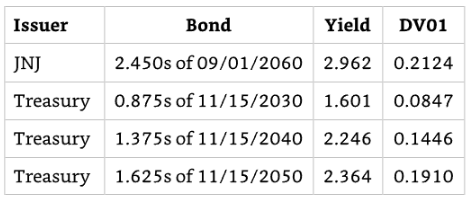 Issuer Bond Yield DV01
JNJ 2.450s of 09/01/2060 2.962 0.2124
Treasury 0.875s of 11/15/2030 1.601 0.0847
Treasury 1.375s of 11/15/2040 2.246 0.1446
Treasury 1.625s of 11/15/2050 2.364 0.1910